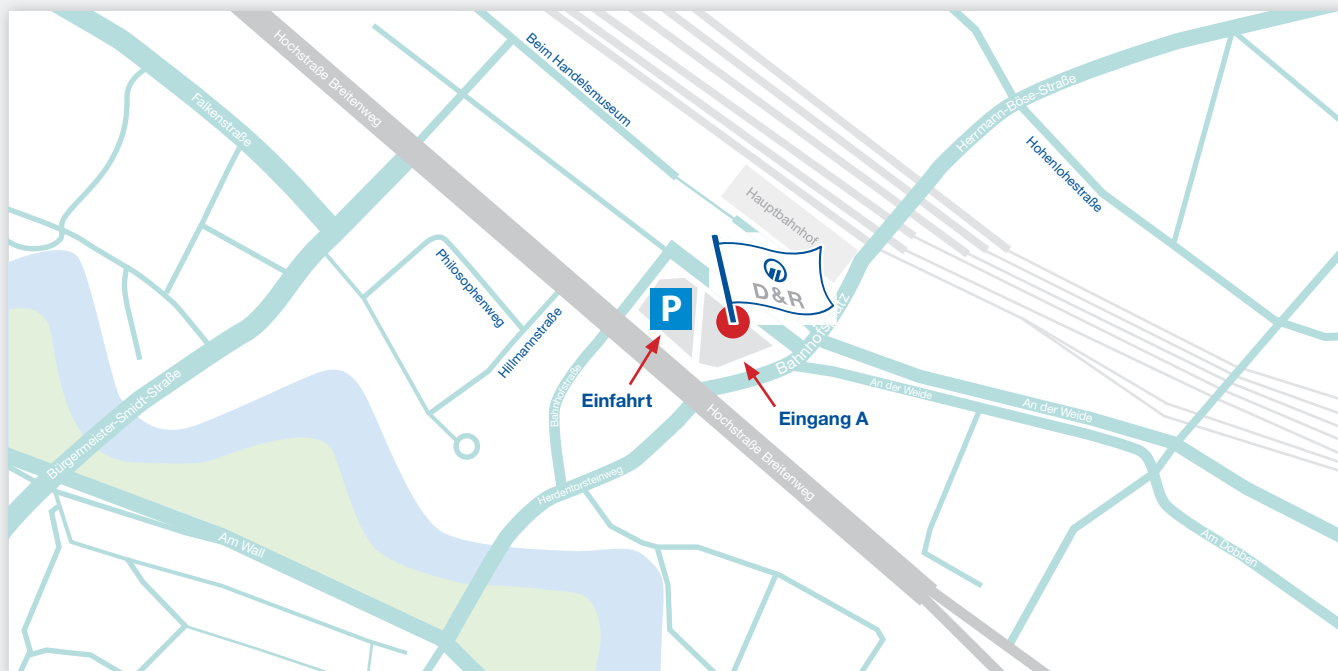 Hochstraße Breitenweg
Beim Handelsmuseum
Falkenstraße
Herrmann-Böse-Straße
Hohenlohestraße
Hauptbahnhof
Philosophenweg
Hillmannstraße
D&R
P
Bahnhofsplatz
Einfahrt
Eingang A
Bahnhofstraße
An der Weide
An der Weide
Hochstraße Breitenweg
Bürgermeister-Smidt-Straße
Herdentorsteinweg
Am Wall
Am Dobben